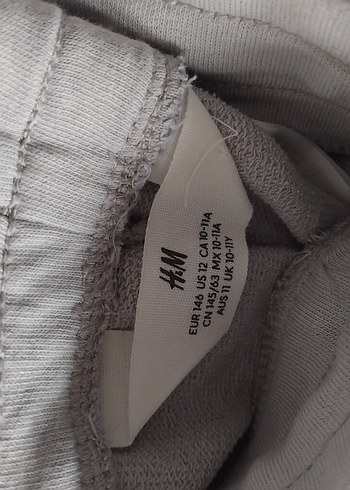 H&M
EUR 146 US 12 CA 10-11A
CN 145/63 MX 10-11A
AUS 11 UK 10-11Y